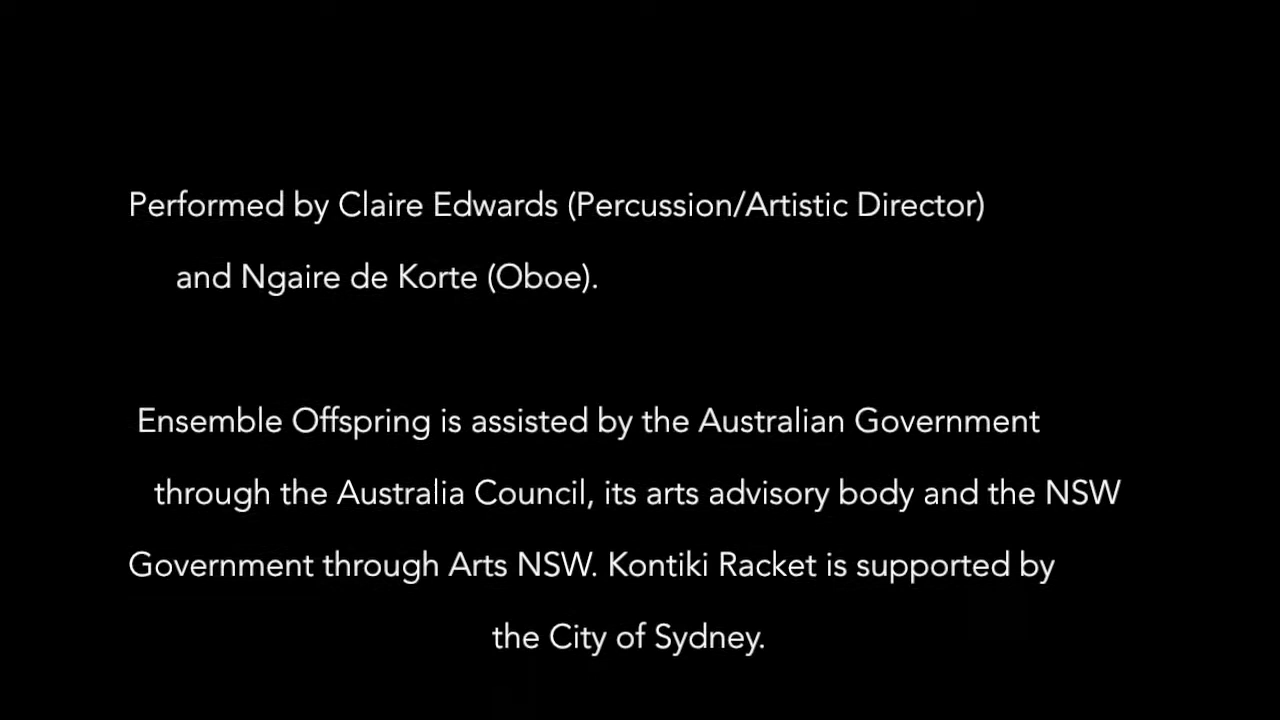 Performed by Claire Edwards (Percussion/Artistic Director)
and Ngaire de Korte (Oboe).
Ensemble Offspring is assisted by the Australian Government
through the Australia Council, its arts advisory body and the NSW
Government through Arts NSW. Kontiki Racket is supported by
the City of Sydney.